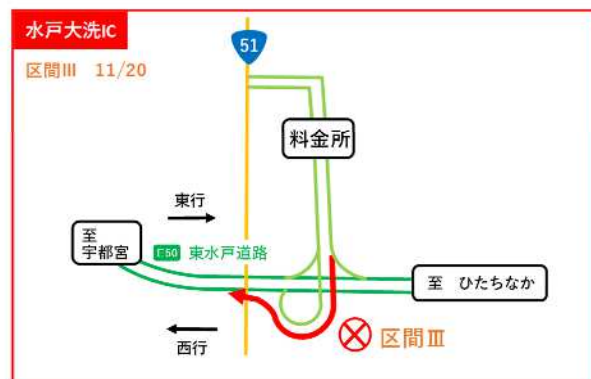 水戸大洗IC
区間Ⅲ 11/20
51
料金所
東行
至
宇都宮
E50 東水戸道路
至 ひたちなか
西行
区間Ⅲ